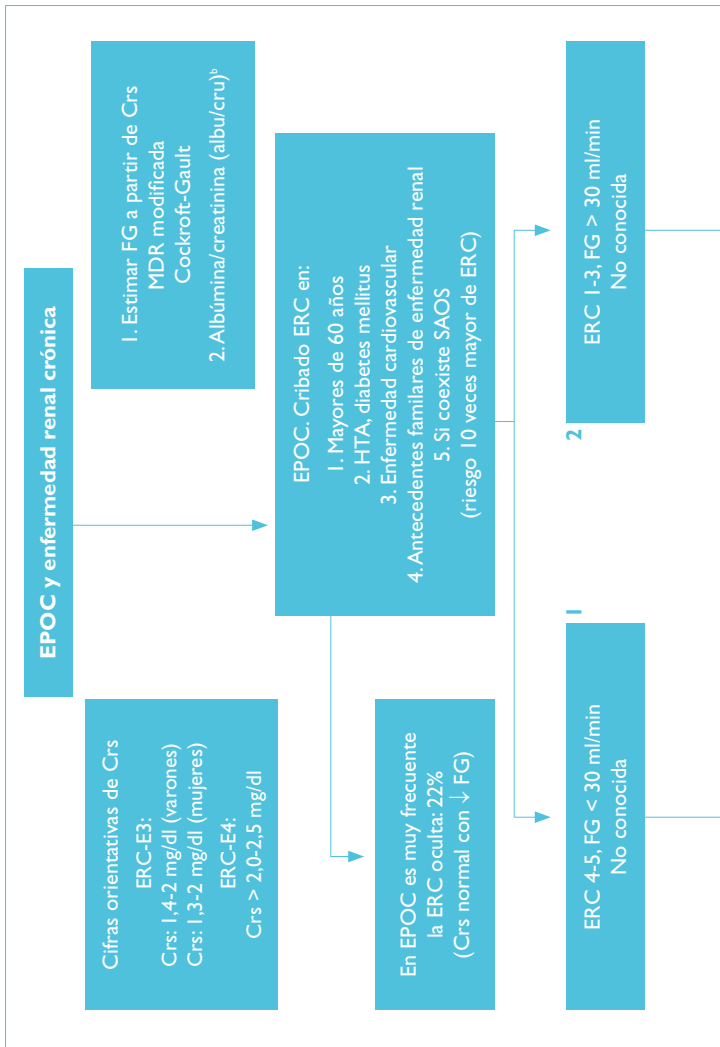 EPOC y enfermedad renal crónica
Cifras orientativas de Crs
ERC-E3:
Crs: 1,4-2 mg/dl (varones)
Crs: 1,3-2 mg/dl (mujeres)
ERC-E4:
Crs > 2,0-2,5 mg/dl
1. Estimar FG a partir de Crs
MDR modificada
Cockroft-Gault
2. Albúmina/creatinina (albu/cru)b
EPOC. Cribado ERC en:
1. Mayores de 60 años
2. HTA, diabetes mellitus
3. Enfermedad cardiovascular
4. Antecedentes familares de enfermedad renal
5. Si coexiste SAOS
(riesgo 10 veces mayor de ERC)
En EPOC es muy frecuente
la ERC oculta: 22%
(Crs normal con ↓ FG)
1
ERC 4-5, FG < 30 ml/min
No conocida
2
ERC 1-3, FG > 30 ml/min
No conocida